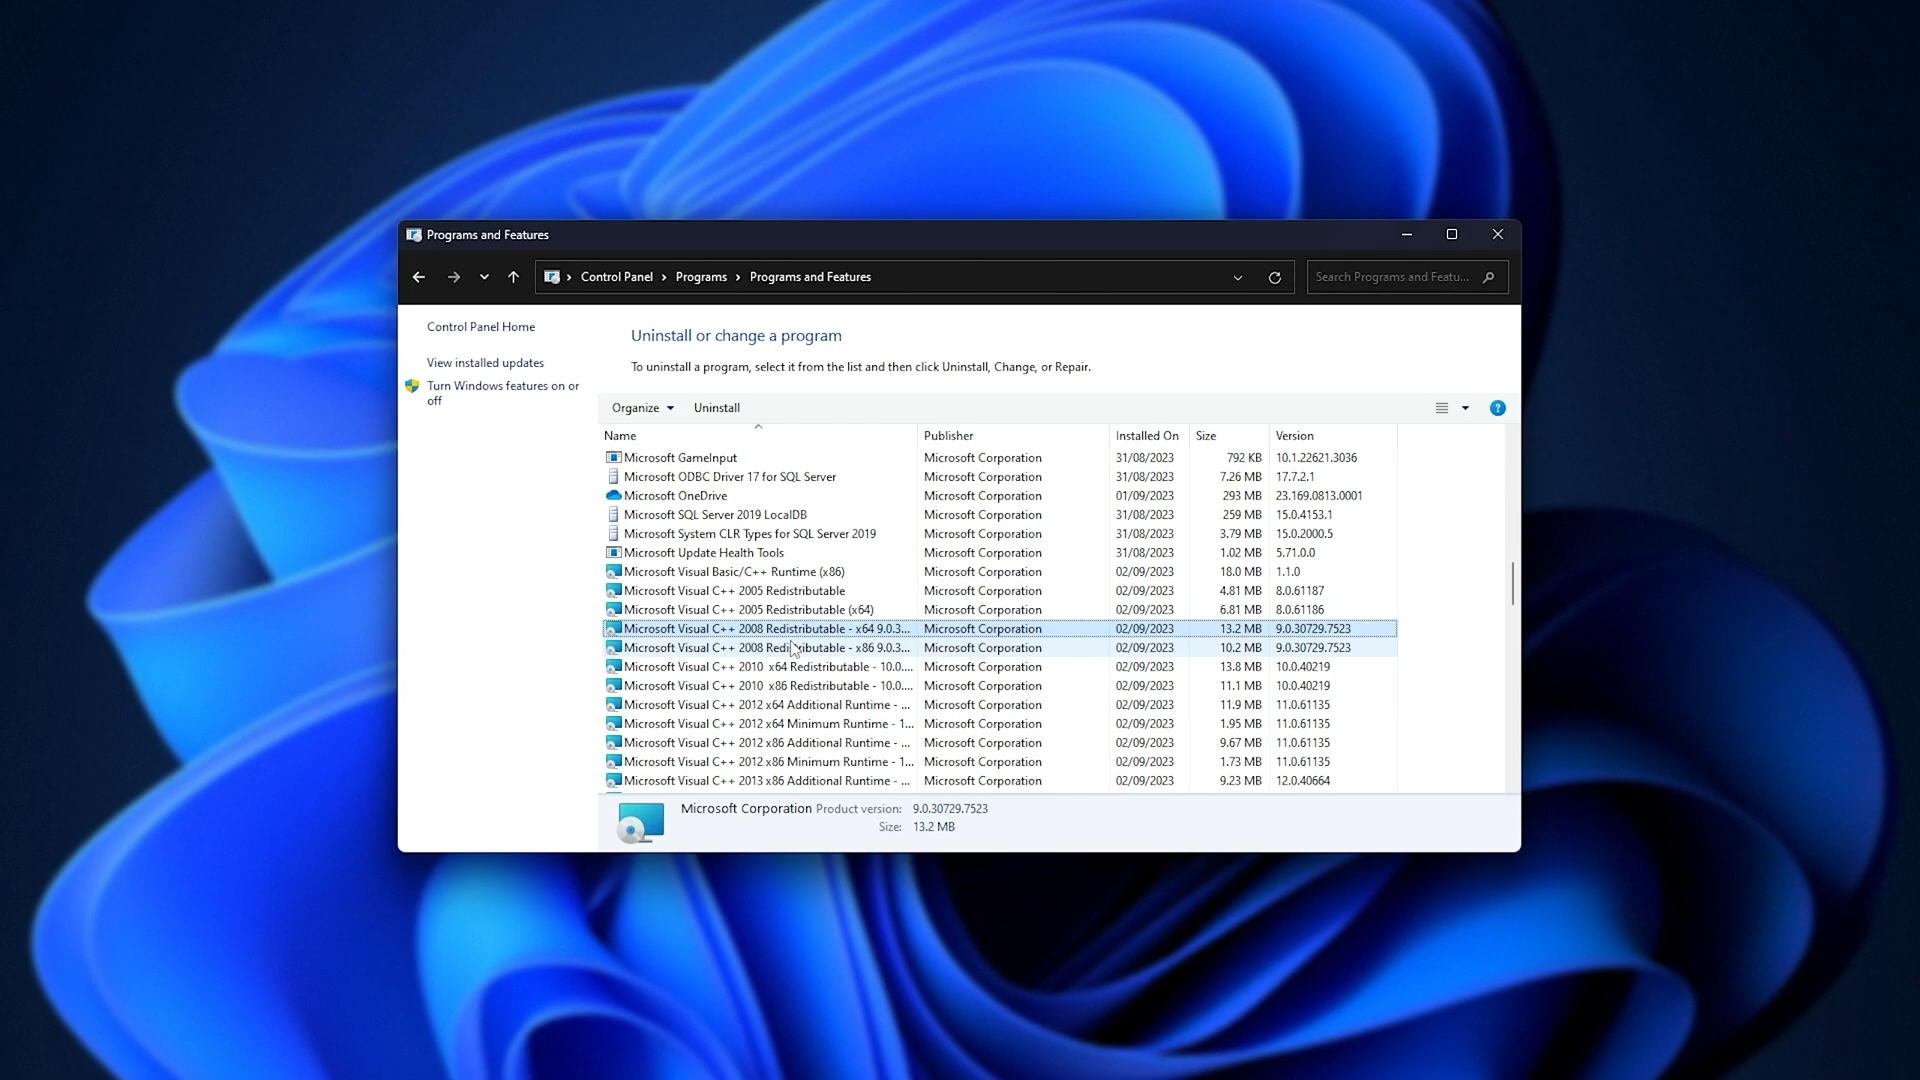 Programs and Features
Control Panel > Programs > Programs and Features
Search Programs and Featu...
Control Panel Home
View installed updates
Turn Windows features on or
off
Uninstall or change a program
To uninstall a program, select it from the list and then click Uninstall, Change, or Repair.
Organize Uninstall ?
Name Publisher Installed On Size Version
Microsoft GameInput Microsoft Corporation 31/08/2023 792 KB 10.1.22621.3036
Microsoft ODBC Driver 17 for SQL Server Microsoft Corporation 31/08/2023 7.26 MB 17.7.2.1
Microsoft OneDrive Microsoft Corporation 01/09/2023 293 MB 23.169.0813.0001
Microsoft SQL Server 2019 LocalDB Microsoft Corporation 31/08/2023 259 MB 15.0.4153.1
Microsoft System CLR Types for SQL Server 2019 Microsoft Corporation 31/08/2023 3.79 MB 15.0.2000.5
Microsoft Update Health Tools Microsoft Corporation 31/08/2023 1.02 MB 5.71.0.0
Microsoft Visual Basic/C++ Runtime (x86) Microsoft Corporation 02/09/2023 18.0 MB 1.1.0
Microsoft Visual C++ 2005 Redistributable Microsoft Corporation 02/09/2023 4.81 MB 8.0.61187
Microsoft Visual C++ 2005 Redistributable (x64) Microsoft Corporation 02/09/2023 6.81 MB 8.0.61186
Microsoft Visual C++ 2008 Redistributable - x64 9.0.3... Microsoft Corporation 02/09/2023 13.2 MB 9.0.30729.7523
Microsoft Visual C++ 2008 Redistributable - x86 9.0.3... Microsoft Corporation 02/09/2023 10.2 MB 9.0.30729.7523
Microsoft Visual C++ 2010 x64 Redistributable - 10.0.... Microsoft Corporation 02/09/2023 13.8 MB 10.0.40219
Microsoft Visual C++ 2010 x86 Redistributable - 10.0.... Microsoft Corporation 02/09/2023 11.1 MB 10.0.40219
Microsoft Visual C++ 2012 x64 Additional Runtime - ... Microsoft Corporation 02/09/2023 11.9 MB 11.0.61135
Microsoft Visual C++ 2012 x64 Minimum Runtime - 1... Microsoft Corporation 02/09/2023 1.95 MB 11.0.61135
Microsoft Visual C++ 2012 x86 Additional Runtime - ... Microsoft Corporation 02/09/2023 9.67 MB 11.0.61135
Microsoft Visual C++ 2012 x86 Minimum Runtime - 1... Microsoft Corporation 02/09/2023 1.73 MB 11.0.61135
Microsoft Visual C++ 2013 x86 Additional Runtime - ... Microsoft Corporation 02/09/2023 9.23 MB 12.0.40664
Microsoft Corporation Product version: 9.0.30729.7523
Size: 13.2 MB